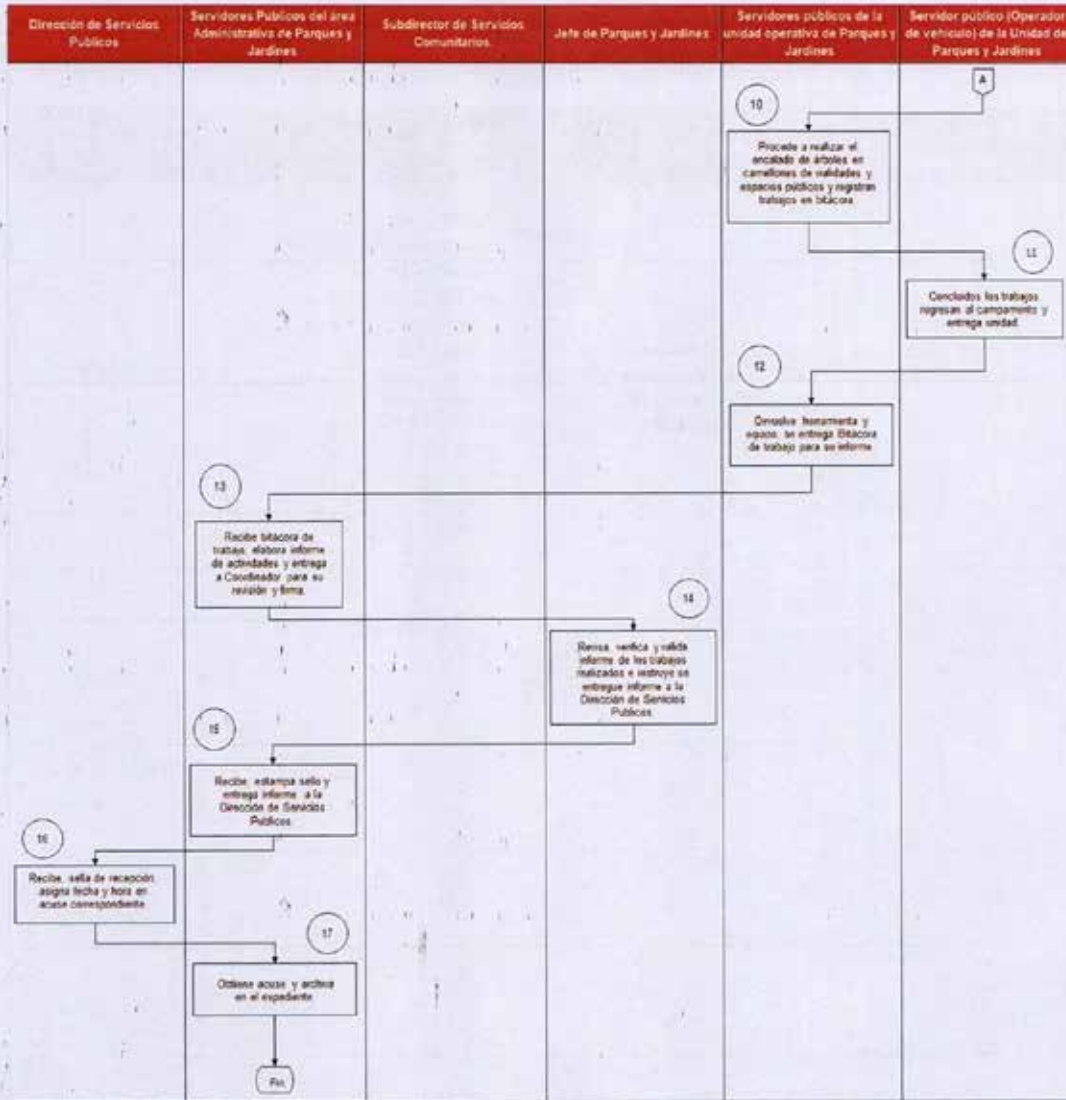 Dirección de Servicios
Publicos
Servidores Publicos del área
Administrativa de Parques y
Jardines
Subdirector de Servicios
Comunitarios
Jefe de Parques y Jardines
Servidores públicos de la
unidad operativa de Parques y
Jardines
Servidor público (Operador
de vehículo) de la Unidad de
Parques y Jardines
A
10
Procede a realizar el
encalado de árboles en
camellones de vialidades y
espacios públicos y registran
trabajos en bitácora
11
Concluidos los trabajos
regresan al campamento y
entrega unidad.
12
Devuelve herramienta y
equipo, se entrega Bitácora
de trabajo para su informe
13
Recibe bitácora de
trabajo, elabora informe
de actividades y entrega
a Coordinador para su
revisión y firma.
14
Revisa, verifica y valida
informe de los trabajos
realizados e instruye se
entregue informe a la
Dirección de Servicios
Publicos
15
Recibe, estampa sello y
entrega informe a la
Dirección de Servicios
Publicos
16
Recibe, sella de recepción,
asigna fecha y hora en
acuse correspondiente
17
Obtiene acuse y archiva
en el expediente
Fin